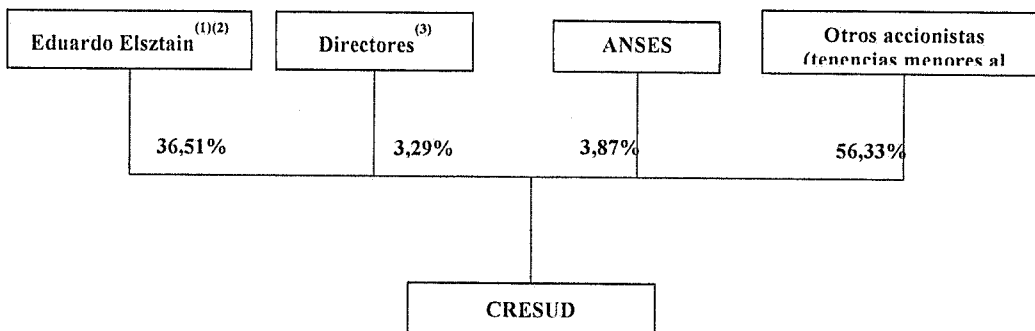 Eduardo Elsztain (1)(2)
Directores (3)
ANSES
Otros accionistas
(tenencias menores al
36,51%
3,29%
3,87%
56,33%
CRESUD